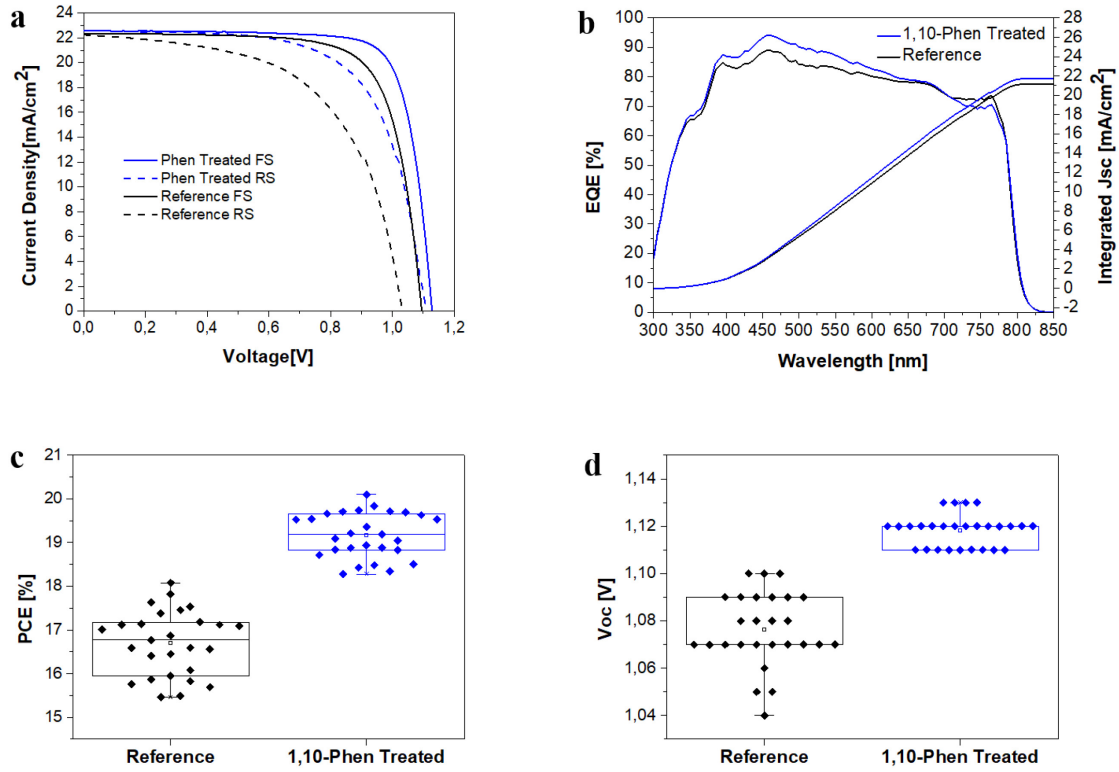 a
Current Density[mA/cm²]
24
22
20
18
16
14
12
10
8
6
4
2
0
Phen Treated FS
Phen Treated RS
Reference FS
Reference RS
0,0
0,2
0,4
0,6
0,8
1,0
1,2
Voltage[V]
b
EQE [%]
100
90
80
70
60
50
40
30
20
10
0
1,10-Phen Treated
Reference
28
26
24
22
20
18
16
14
12
10
8
6
4
2
0
-2
Integrated Jsc [mA/cm²]
300 350 400 450 500 550 600 650 700 750 800 850
Wavelength [nm]
c
PCE [%]
21
20
19
18
17
16
15
Reference
1,10-Phen Treated
d
Voc [V]
1,14
1,12
1,10
1,08
1,06
1,04
Reference
1,10-Phen Treated